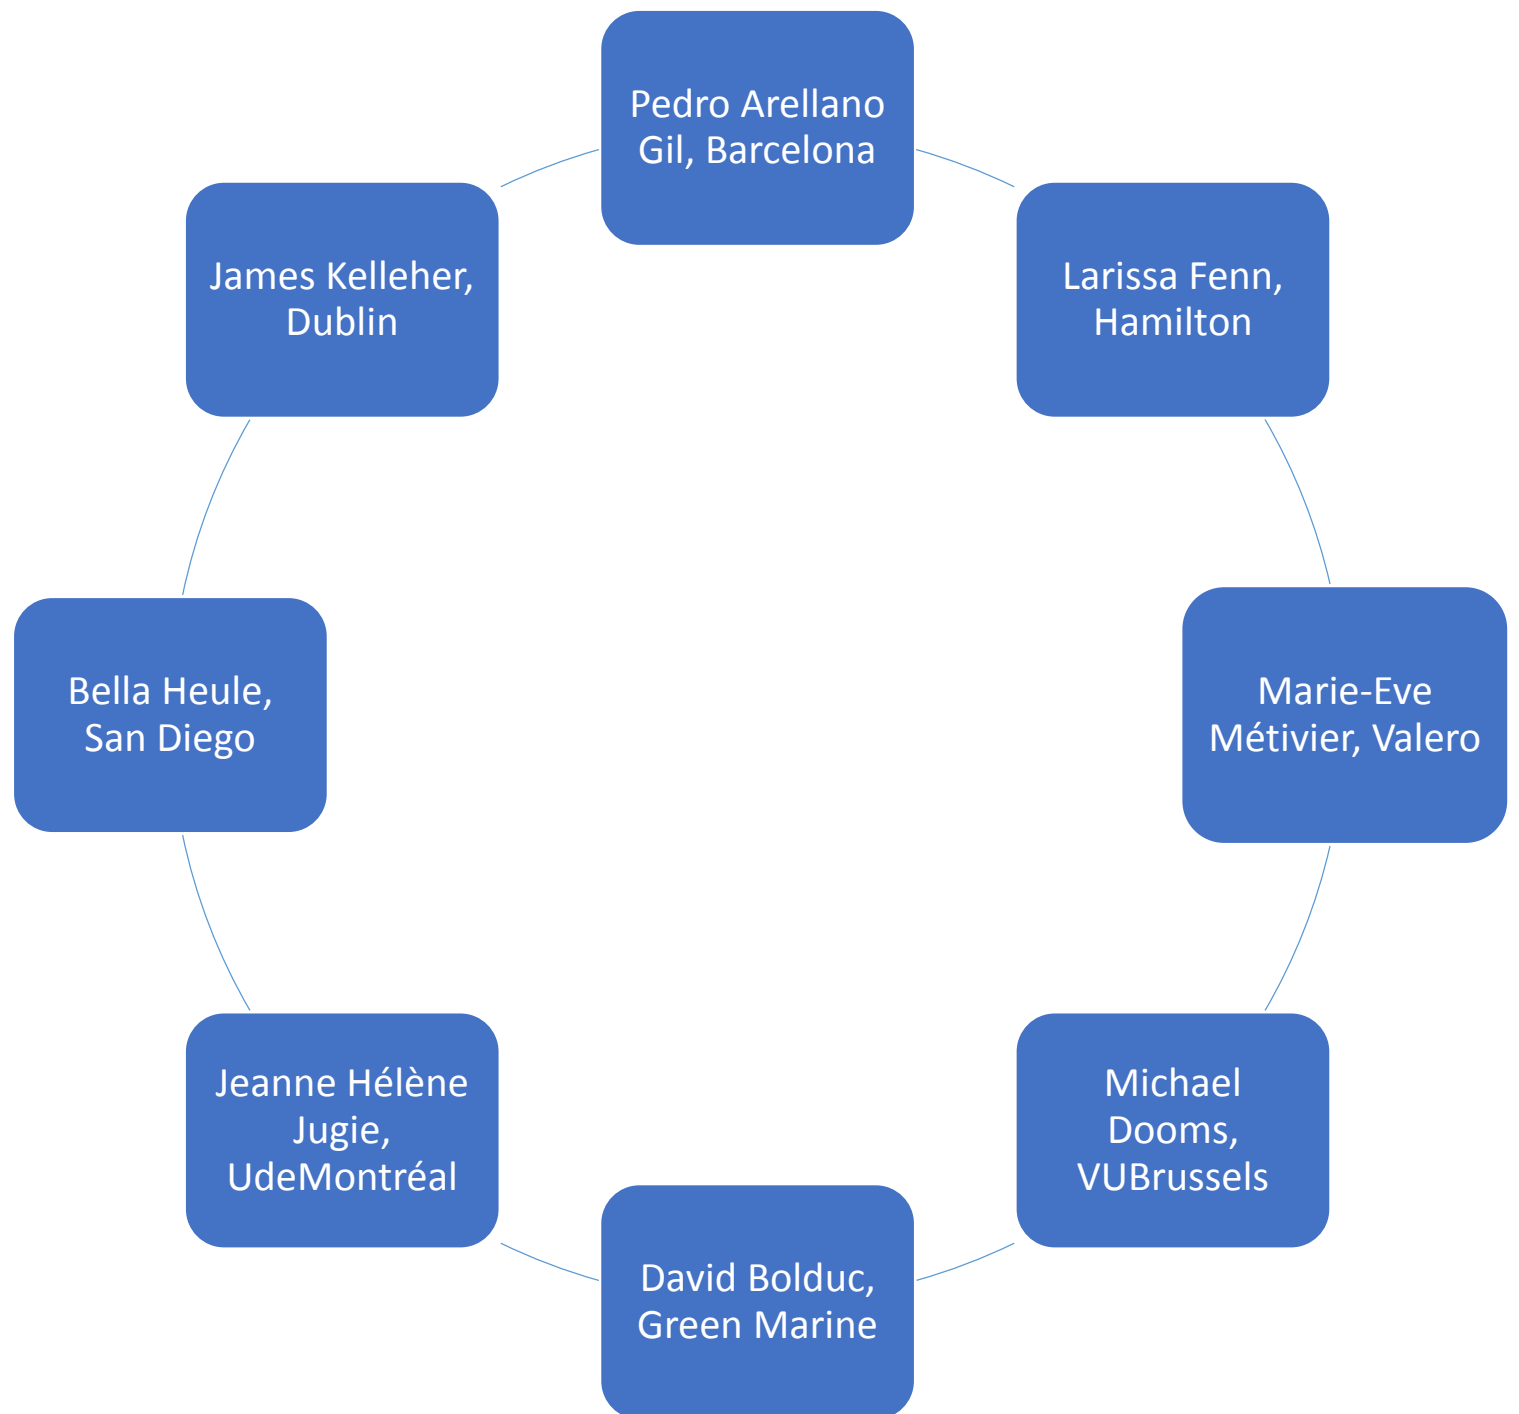 Pedro Arellano
Gil, Barcelona
Larissa Fenn,
Hamilton
Marie-Eve
Métivier, Valero
Michael
Dooms,
VUBrussels
David Bolduc,
Green Marine
Jeanne Hélène
Jugie,
UdeMontréal
Bella Heule,
San Diego
James Kelleher,
Dublin